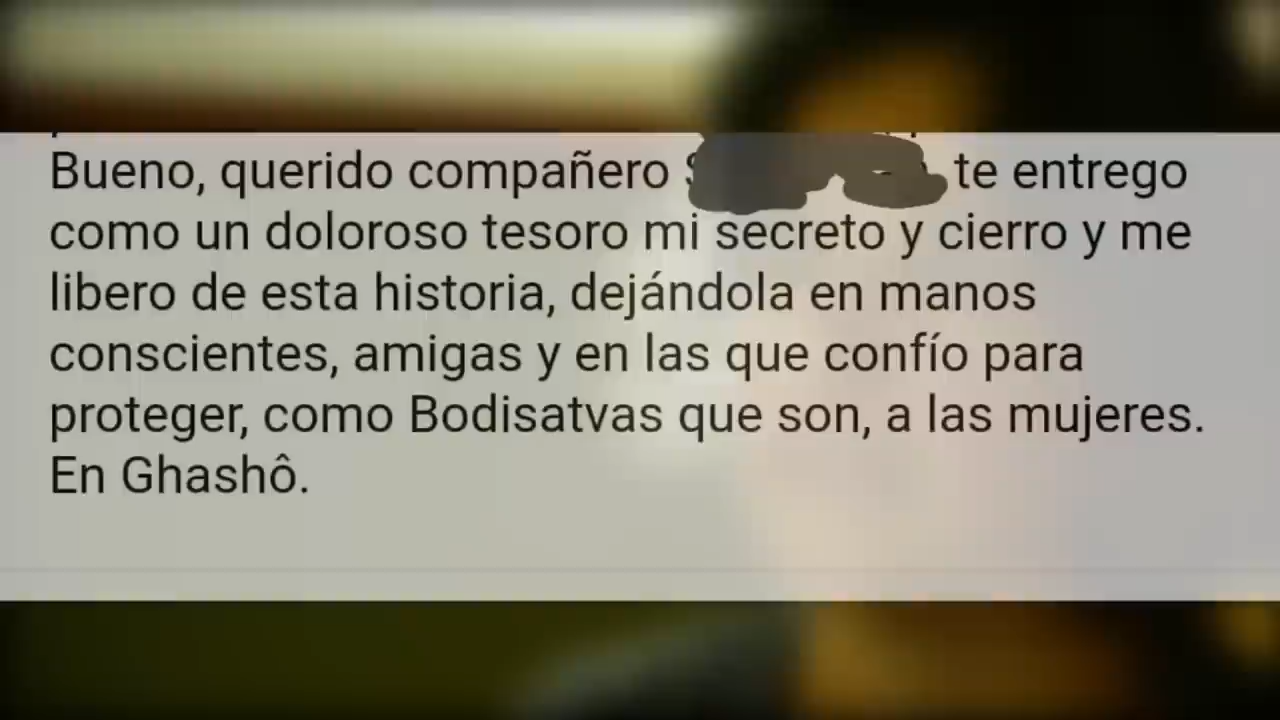 Bueno, querido compañero te entrego
como un doloroso tesoro mi secreto y cierro y me
libero de esta historia, dejándola en manos
conscientes, amigas y en las que confío para
proteger, como Bodisatvas que son, a las mujeres.
En Ghashô.